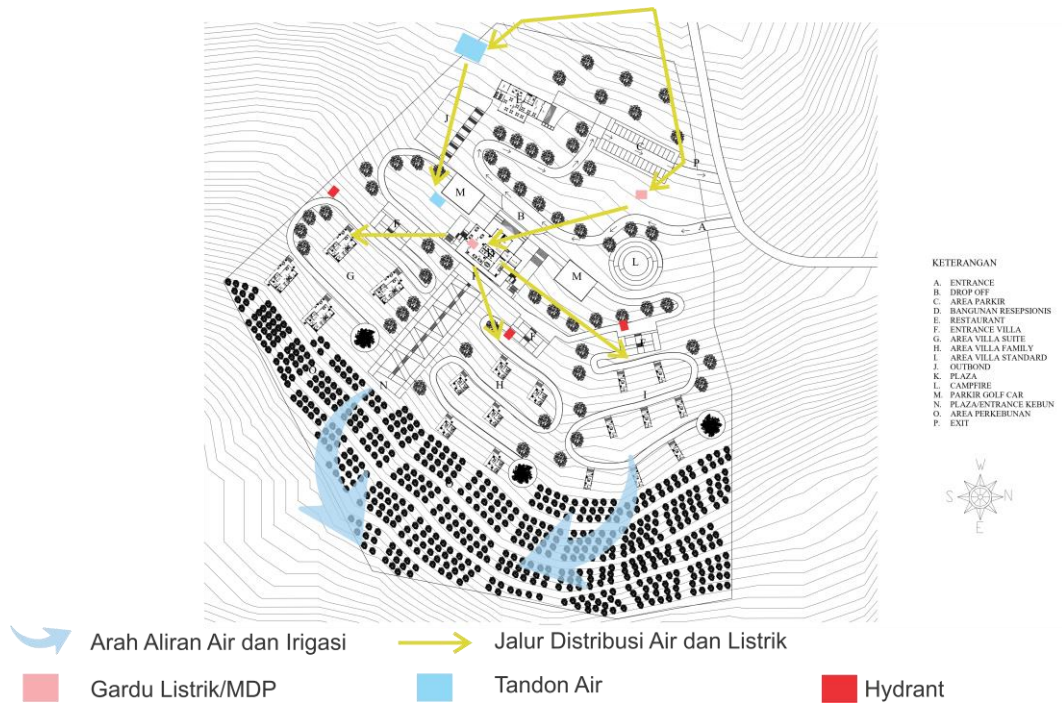 E
J
C
P
M
B
A
K
L
M
G
F
H
I
O
N
KETERANGAN
A. ENTRANCE
B. DROP OFF
C. AREA PARKIR
D. BANGUNAN RESEPSIONIS
E. RESTAURANT
F. ENTRANCE VILLA
G. AREA VILLA SUITE
H. AREA VILLA FAMILY
I. AREA VILLA STANDARD
J. OUTBOND
K. PLAZA
L. CAMPFIRE
M. PARKIR GOLF CAR
N. PLAZA/ENTRANCE KEBUN
O. AREA PERKEBUNAN
P. EXIT
W
S N
E
Arah Aliran Air dan Irigasi
Jalur Distribusi Air dan Listrik
Gardu Listrik/MDP
Tandon Air
Hydrant